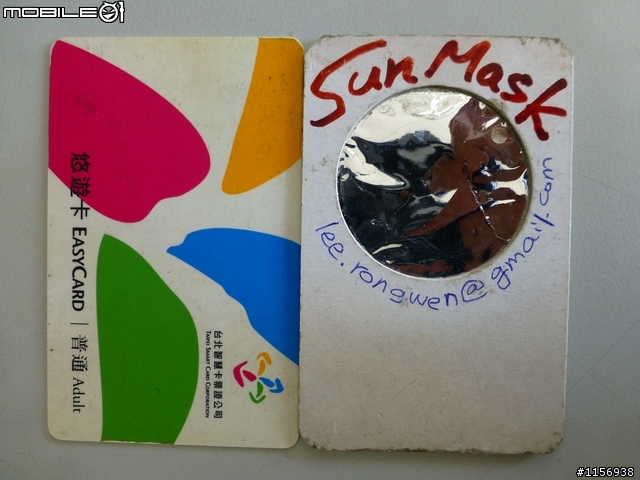 mobile01
悠遊卡 EASYCARD | 普通 Adult
台北智慧卡票證公司
TAIPEI SMART CARD CORPORATION
Sun Mask
lee.rongwen@gmail.com
#1156938